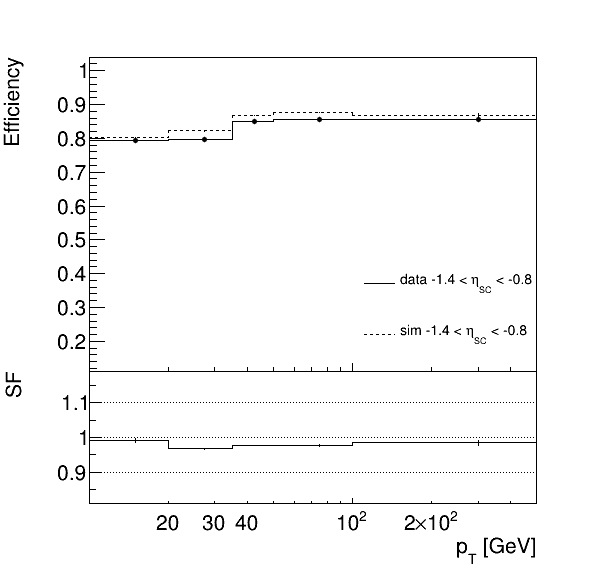 Efficiency
1
0.9
0.8
0.7
0.6
0.5
0.4
0.3
0.2
data -1.4 < η_SC < -0.8
sim -1.4 < η_SC < -0.8
SF
1.1
1
0.9
20 30 40 10² 2×10²
p_T [GeV]